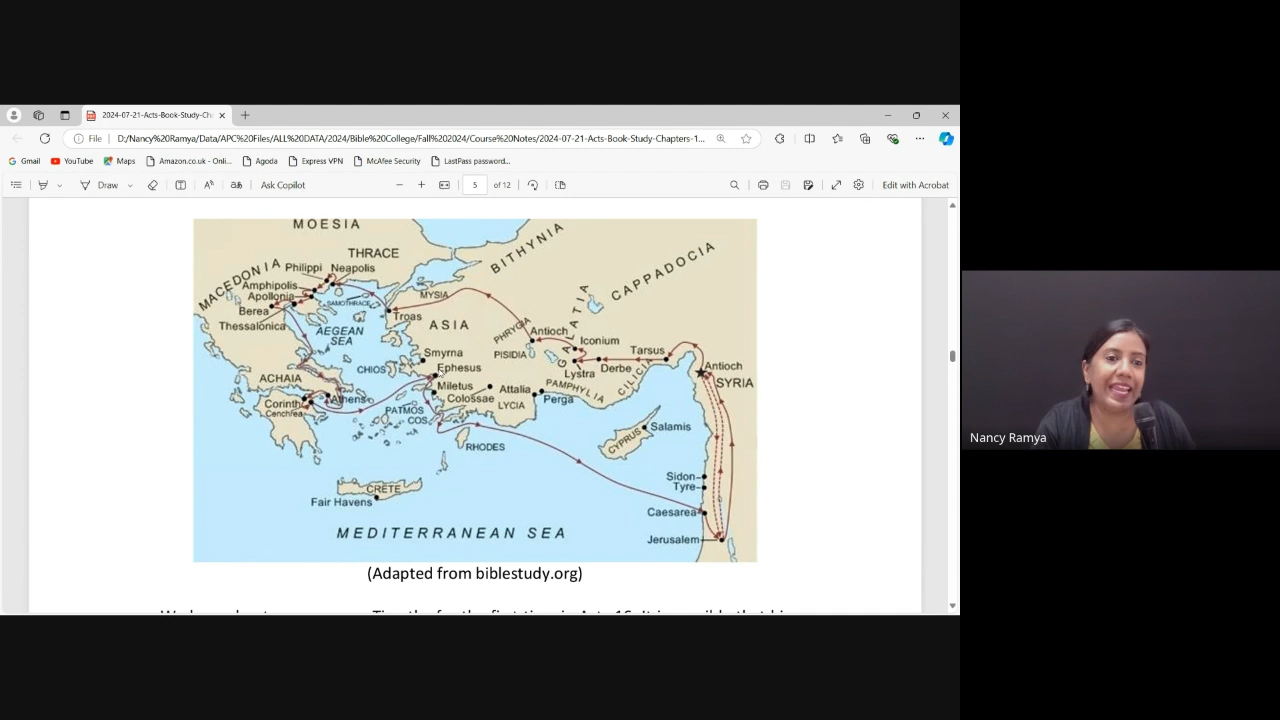 2024-07-21-Acts-Book-Study-Ch
File D:/Nancy%20Ramya/Data/APC%20Files/ALL%20DATA/2024/Bible%20College/Fall%202024/Course%20Notes/2024-07-21-Acts-Book-Study-Chapters-1...
Gmail YouTube Maps Amazon.co.uk - Onli... Agoda Express VPN McAfee Security LastPass password...
Draw Ask Copilot 5 of 12 Edit with Acrobat
MOESIA
THRACE
BITHYNIA
CAPPADOCIA
MACEDONIA
Philippi Neapolis
Amphipolis
Apollonia
Berea
Thessalonica
SAMOTHRACE
MYSIA
Troas
AEGEAN
SEA
ASIA
PHRYGIA
GALATIA
Antioch
PISIDIA
Iconium
Lystra
Derbe
Tarsus
CILICIA
Antioch
SYRIA
Smyrna
CHIOS
Ephesus
ACHAIA
Miletus
Colossae
Attalia
PAMPHYLIA
LYCIA
Perga
Corinth
Cenchrea
Athens
PATMOS
COS
RHODES
CYPRUS
Salamis
Sidon
Tyre
CRETE
Fair Havens
Caesarea
MEDITERRANEAN SEA
Jerusalem
(Adapted from biblestudy.org)
Nancy Ramya